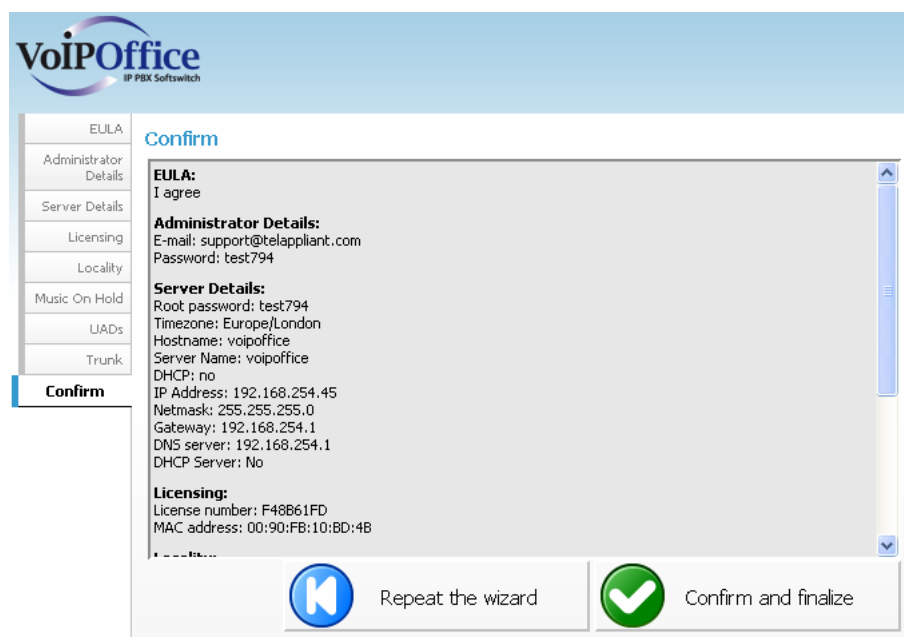 VoIPOffice
IP PBX Softswitch
EULA
Administrator
Details
Server Details
Licensing
Locality
Music On Hold
UADs
Trunk
Confirm
Confirm
EULA:
I agree
Administrator Details:
E-mail: support@telappliant.com
Password: test794
Server Details:
Root password: test794
Timezone: Europe/London
Hostname: voipoffice
Server Name: voipoffice
DHCP: no
IP Address: 192.168.254.45
Netmask: 255.255.255.0
Gateway: 192.168.254.1
DNS server: 192.168.254.1
DHCP Server: No
Licensing:
License number: F48B61FD
MAC address: 00:90:FB:10:BD:4B
Repeat the wizard
Confirm and finalize